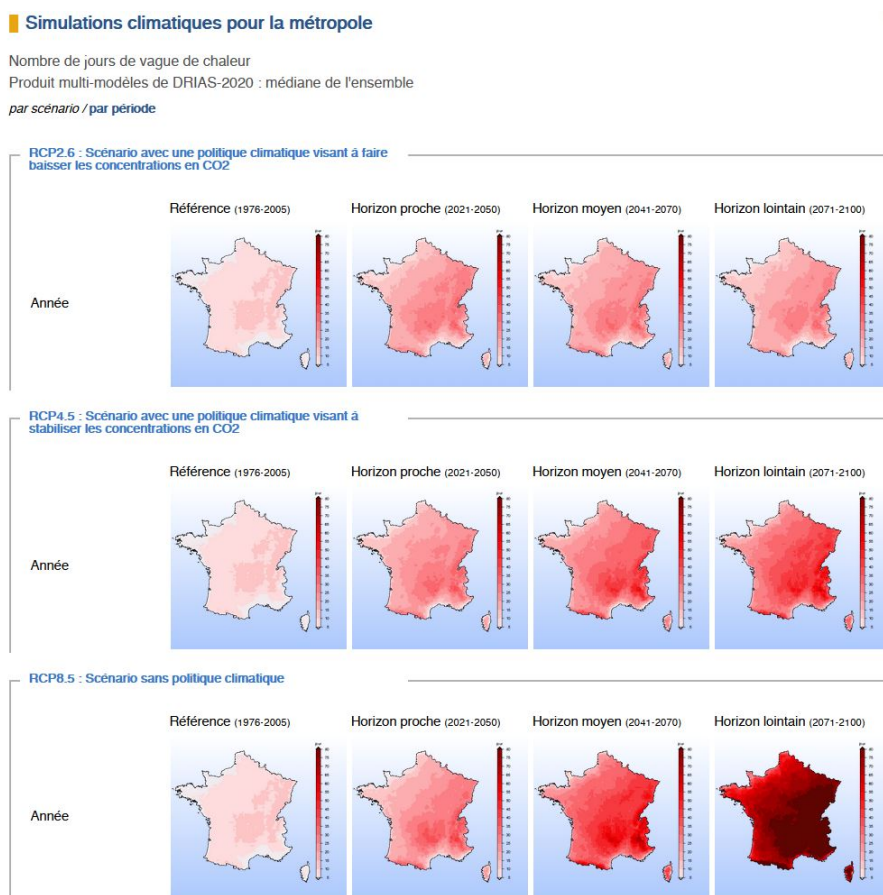 Simulations climatiques pour la métropole
Nombre de jours de vague de chaleur
Produit multi-modèles de DRIAS-2020 : médiane de l'ensemble
par scénario / par période
RCP2.6 : Scénario avec une politique climatique visant á faire
baisser les concentrations en CO2
Référence (1976-2005) Horizon proche (2021-2050) Horizon moyen (2041-2070) Horizon lointain (2071-2100)
Année
RCP4.5 : Scénario avec une politique climatique visant á
stabiliser les concentrations en CO2
Référence (1976-2005) Horizon proche (2021-2050) Horizon moyen (2041-2070) Horizon lointain (2071-2100)
Année
RCP8.5 : Scénario sans politique climatique
Référence (1976-2005) Horizon proche (2021-2050) Horizon moyen (2041-2070) Horizon lointain (2071-2100)
Année